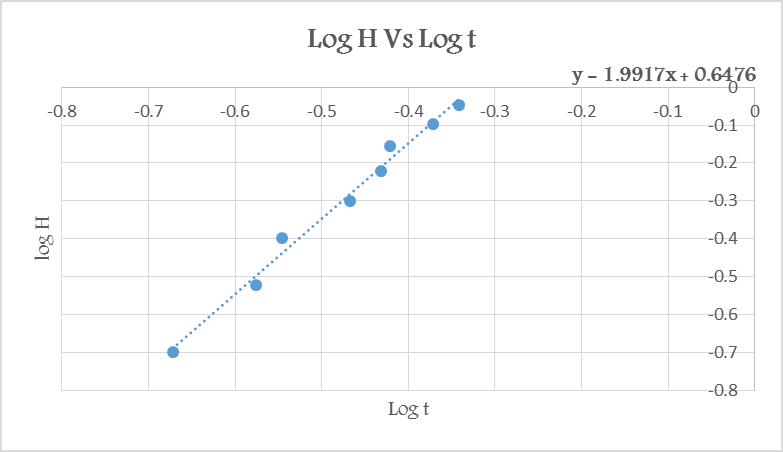 Log H Vs Log t
y = 1.9917x + 0.6476
0
-0.8 -0.7 -0.6 -0.5 -0.4 -0.3 -0.2 -0.1 0
-0.1
-0.2
-0.3
-0.4
-0.5
-0.6
-0.7
-0.8
log H
Log t